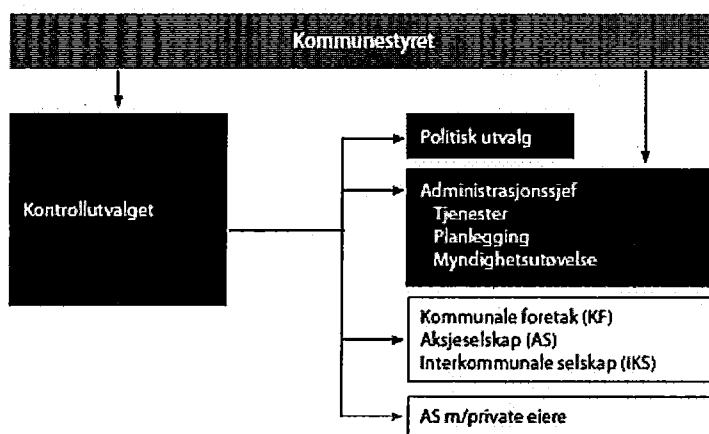 Kommunestyret
Kontrollutvalget
Politisk utvalg
Administrasjonssjef
Tjenester
Planlegging
Myndighetsutøvelse
Kommunale foretak (KF)
Aksjeselskap (AS)
Interkommunale selskap (IKS)
AS m/private eiere